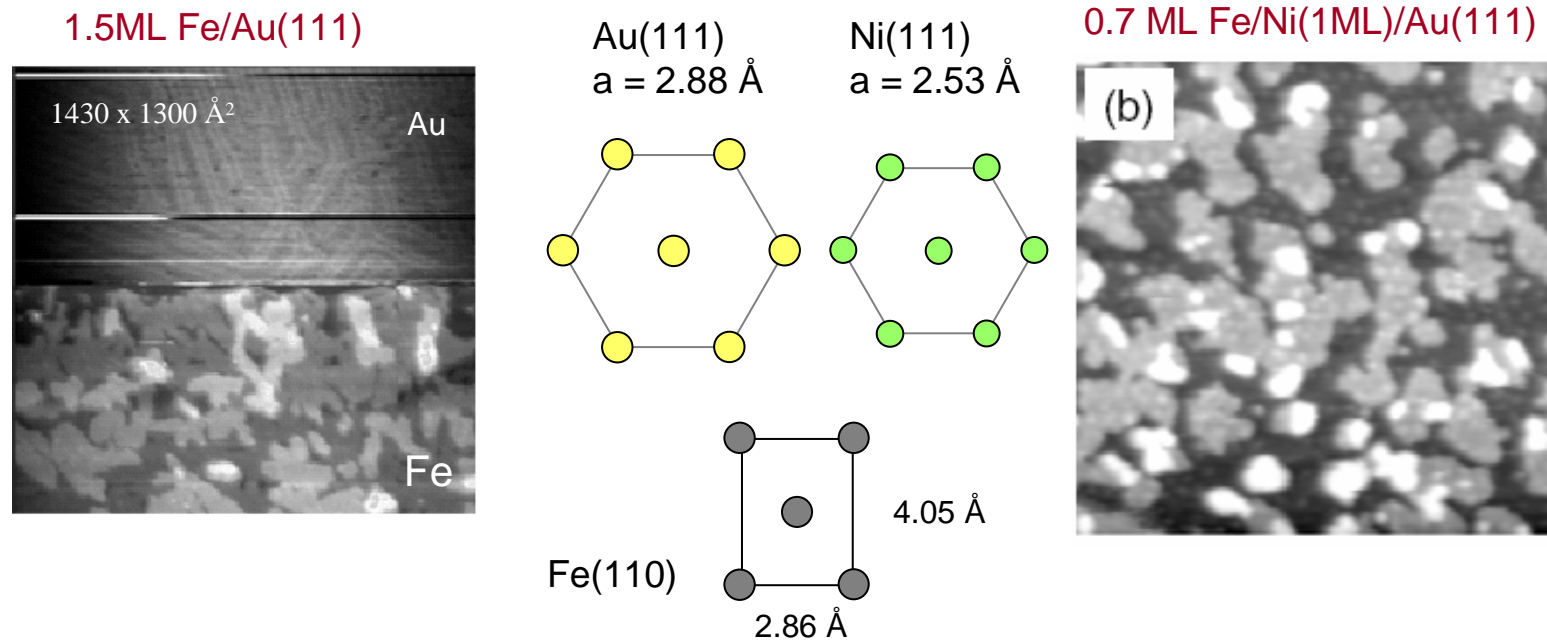 1.5ML Fe/Au(111)
1430 x 1300 Å²
Au
Fe
Au(111)
a = 2.88 Å
Ni(111)
a = 2.53 Å
Fe(110)
4.05 Å
2.86 Å
0.7 ML Fe/Ni(1ML)/Au(111)
(b)